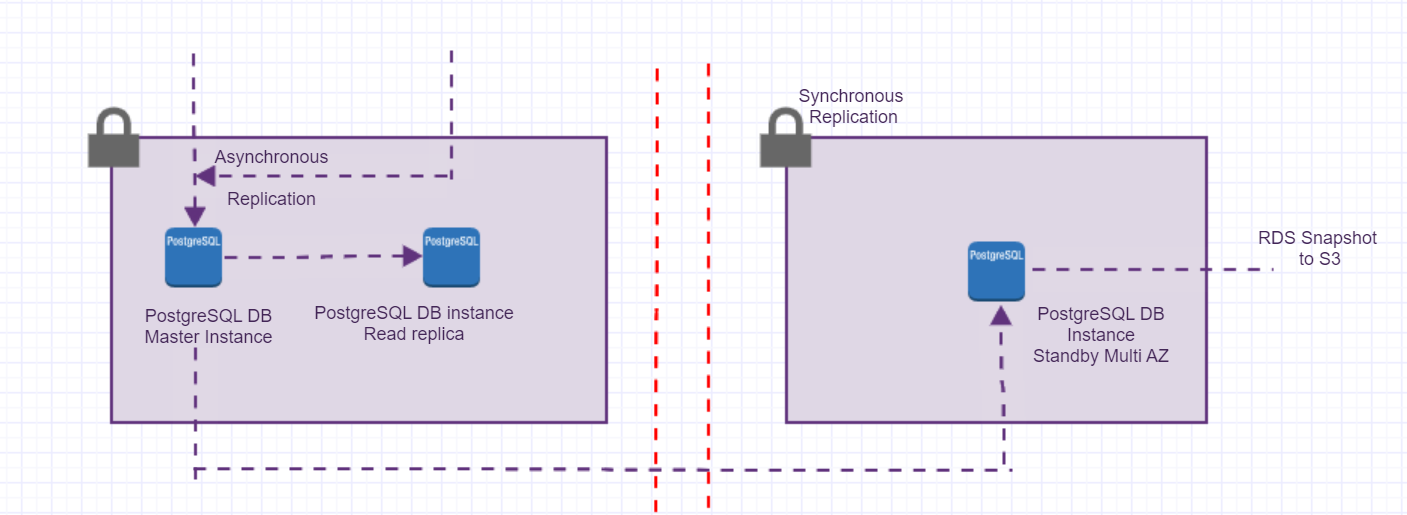 Synchronous
Replication
Asynchronous
Replication
PostgreSQL
PostgreSQL
PostgreSQL DB
Master Instance
PostgreSQL DB instance
Read replica
PostgreSQL
PostgreSQL DB
Instance
Standby Multi AZ
RDS Snapshot
to S3